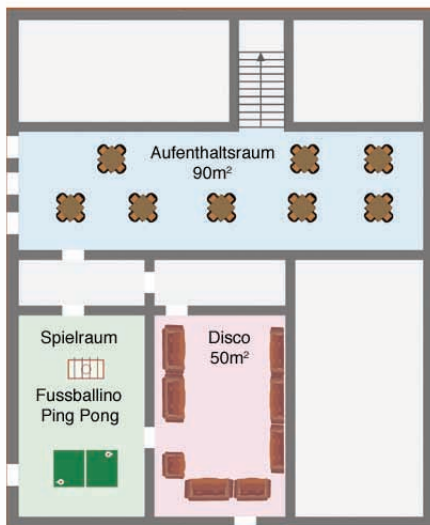 Aufenthaltsraum
90m²
Spielraum
Fussballino
Ping Pong
Disco
50m²